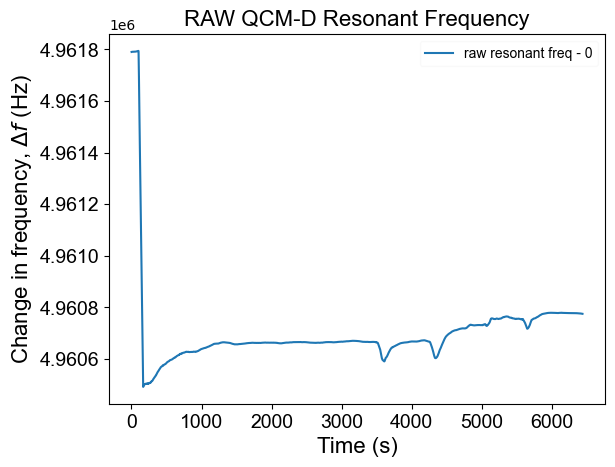 RAW QCM-D Resonant Frequency
1e6
raw resonant freq - 0
Change in frequency, Δf (Hz)
4.9618
4.9616
4.9614
4.9612
4.9610
4.9608
4.9606
0 1000 2000 3000 4000 5000 6000
Time (s)